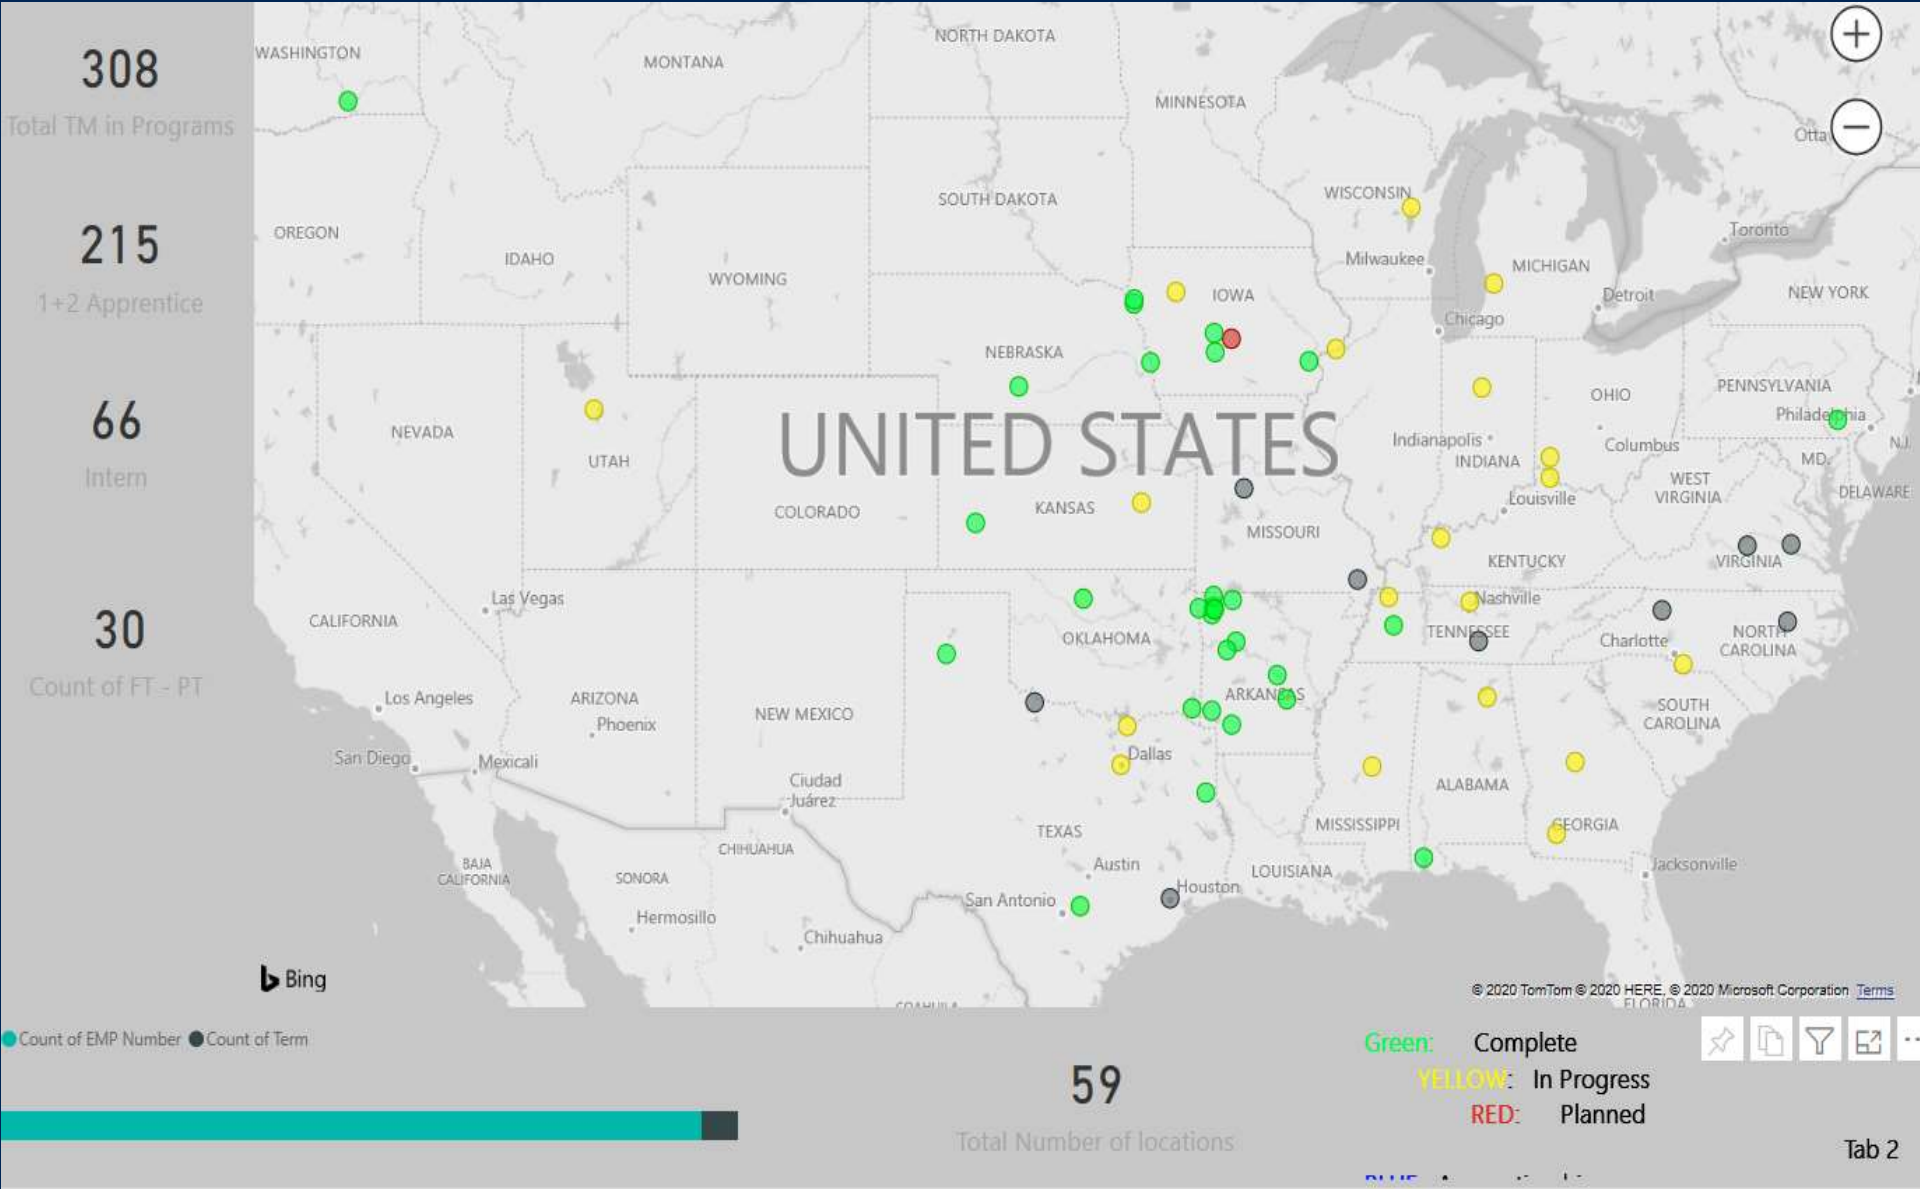 308
Total TM in Programs
215
1+2 Apprentice
66
Intern
30
Count of FT - PT
WASHINGTON
MONTANA
NORTH DAKOTA
MINNESOTA
Otta
OREGON
IDAHO
WYOMING
SOUTH DAKOTA
WISCONSIN
Milwaukee
MICHIGAN
Toronto
Detroit
NEW YORK
Chicago
IOWA
NEBRASKA
NEVADA
UTAH
UNITED STATES
OHIO
PENNSYLVANIA
Philadelphia
Indianapolis
INDIANA
Columbus
N.J.
MD.
WEST
VIRGINIA
DELAWARE
Louisville
COLORADO
KANSAS
MISSOURI
KENTUCKY
VIRGINIA
Las Vegas
CALIFORNIA
Nashville
TENNESSEE
OKLAHOMA
Charlotte
NORTH
CAROLINA
Los Angeles
ARIZONA
Phoenix
NEW MEXICO
ARKANSAS
SOUTH
CAROLINA
San Diego
Mexicali
Dallas
Ciudad
Juárez
ALABAMA
TEXAS
MISSISSIPPI
GEORGIA
CHIHUAHUA
BAJA
CALIFORNIA
SONORA
Austin
LOUISIANA
Jacksonville
Houston
San Antonio
Hermosillo
Chihuahua
Bing
COAHUILA
© 2020 TomTom © 2020 HERE, © 2020 Microsoft Corporation Terms
FLORIDA
Count of EMP Number Count of Term
59
Total Number of locations
Green: Complete
YELLOW: In Progress
RED: Planned
Tab 2